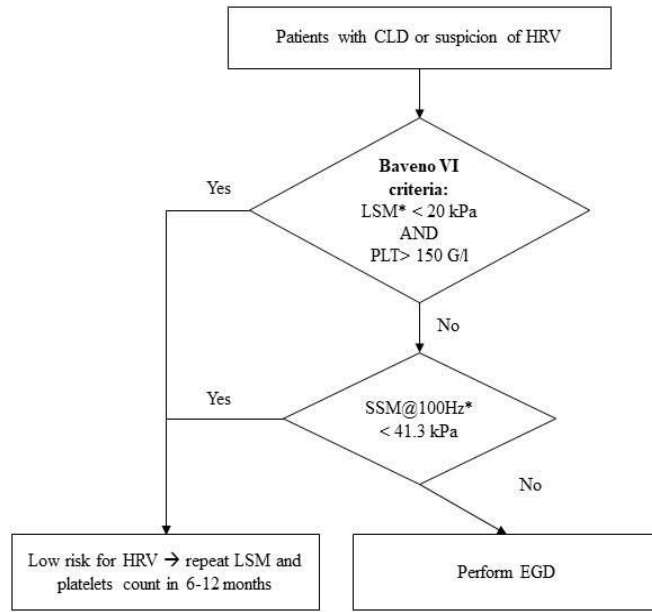 Patients with CLD or suspicion of HRV
Baveno VI
criteria:
LSM* < 20 kPa
AND
PLT> 150 G/l
Yes
No
SSM@100Hz*
< 41.3 kPa
Yes
No
Low risk for HRV → repeat LSM and
platelets count in 6-12 months
Perform EGD